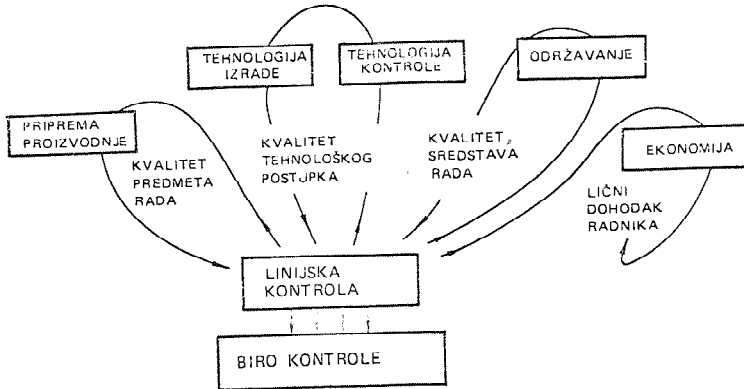 TEHNOLOGIJA
IZRADE
TEHNOLOGIJA
KONTROLE
ODRŽAVANJE
PRIPREMA
PROIZVODNJE
EKONOMIJA
KVALITET
PREDMETA
RADA
KVALITET
TEHNOLOŠKOG
POSTUPKA
KVALITET
SREDSTAVA
RADA
LIČNI
DOHODAK
RADNIKA
LINIJSKA
KONTROLA
BIRO KONTROLE